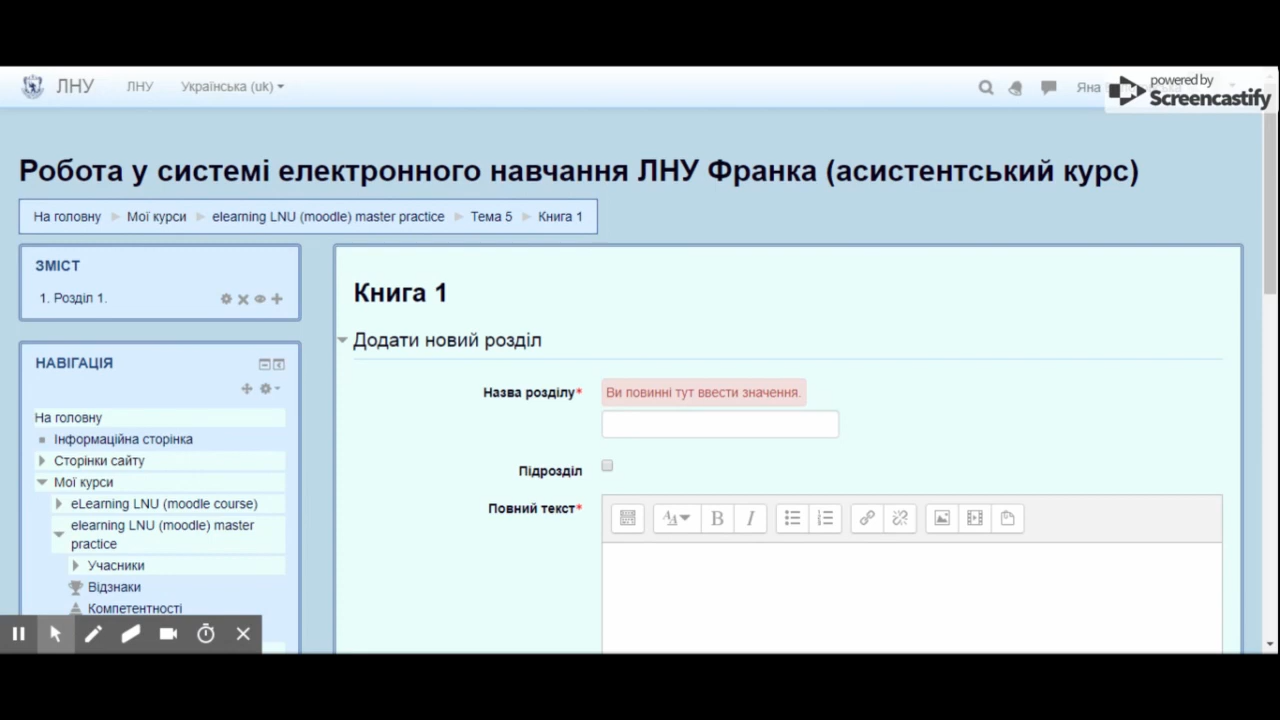 ЛНУ ЛНУ Українська (uk) Яна
powered by
Screencastify
Робота у системі електронного навчання ЛНУ Франка (асистентський курс)
На головну Мої курси elearning LNU (moodle) master practice Тема 5 Книга 1
ЗМІСТ
1. Розділ 1.
НАВІГАЦІЯ
На головну
Інформаційна сторінка
Сторінки сайту
Мої курси
eLearning LNU (moodle course)
elearning LNU (moodle) master
practice
Учасники
Відзнаки
Компетентності
Книга 1
Додати новий розділ
Назва розділу* Ви повинні тут ввести значення.
Підрозділ
Повний текст*